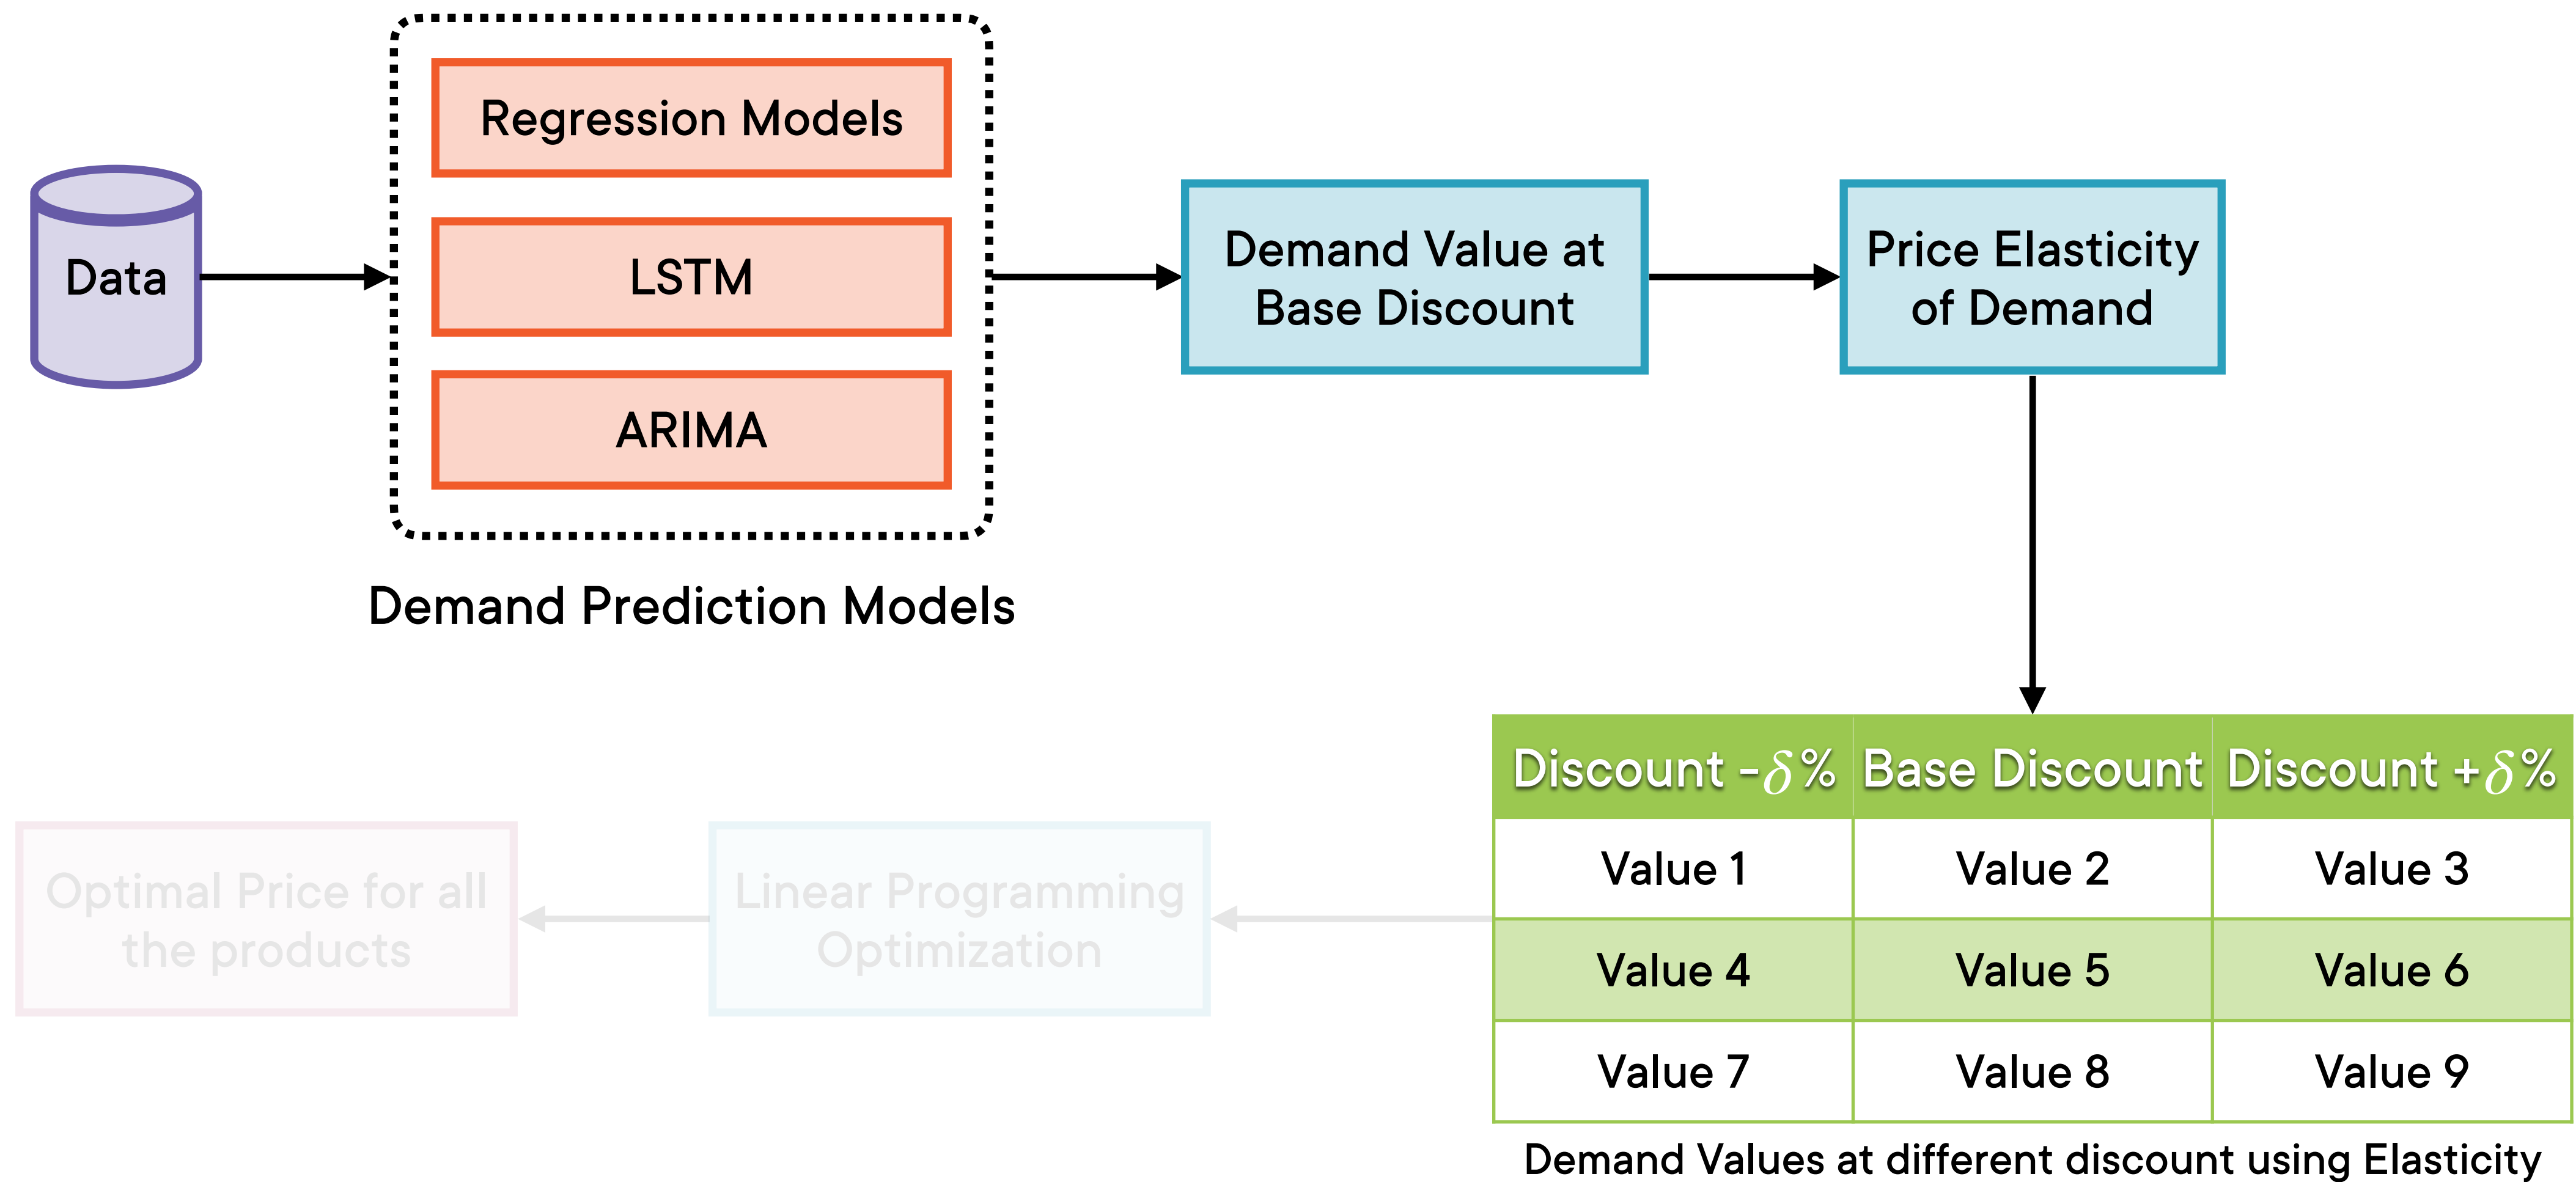 Data
Regression Models
LSTM
ARIMA
Demand Prediction Models
Demand Value at
Base Discount
Price Elasticity
of Demand
Discount -δ% Base Discount Discount +δ%
Value 1 Value 2 Value 3
Value 4 Value 5 Value 6
Value 7 Value 8 Value 9
Demand Values at different discount using Elasticity
Linear Programming
Optimization
Optimal Price for all
the products